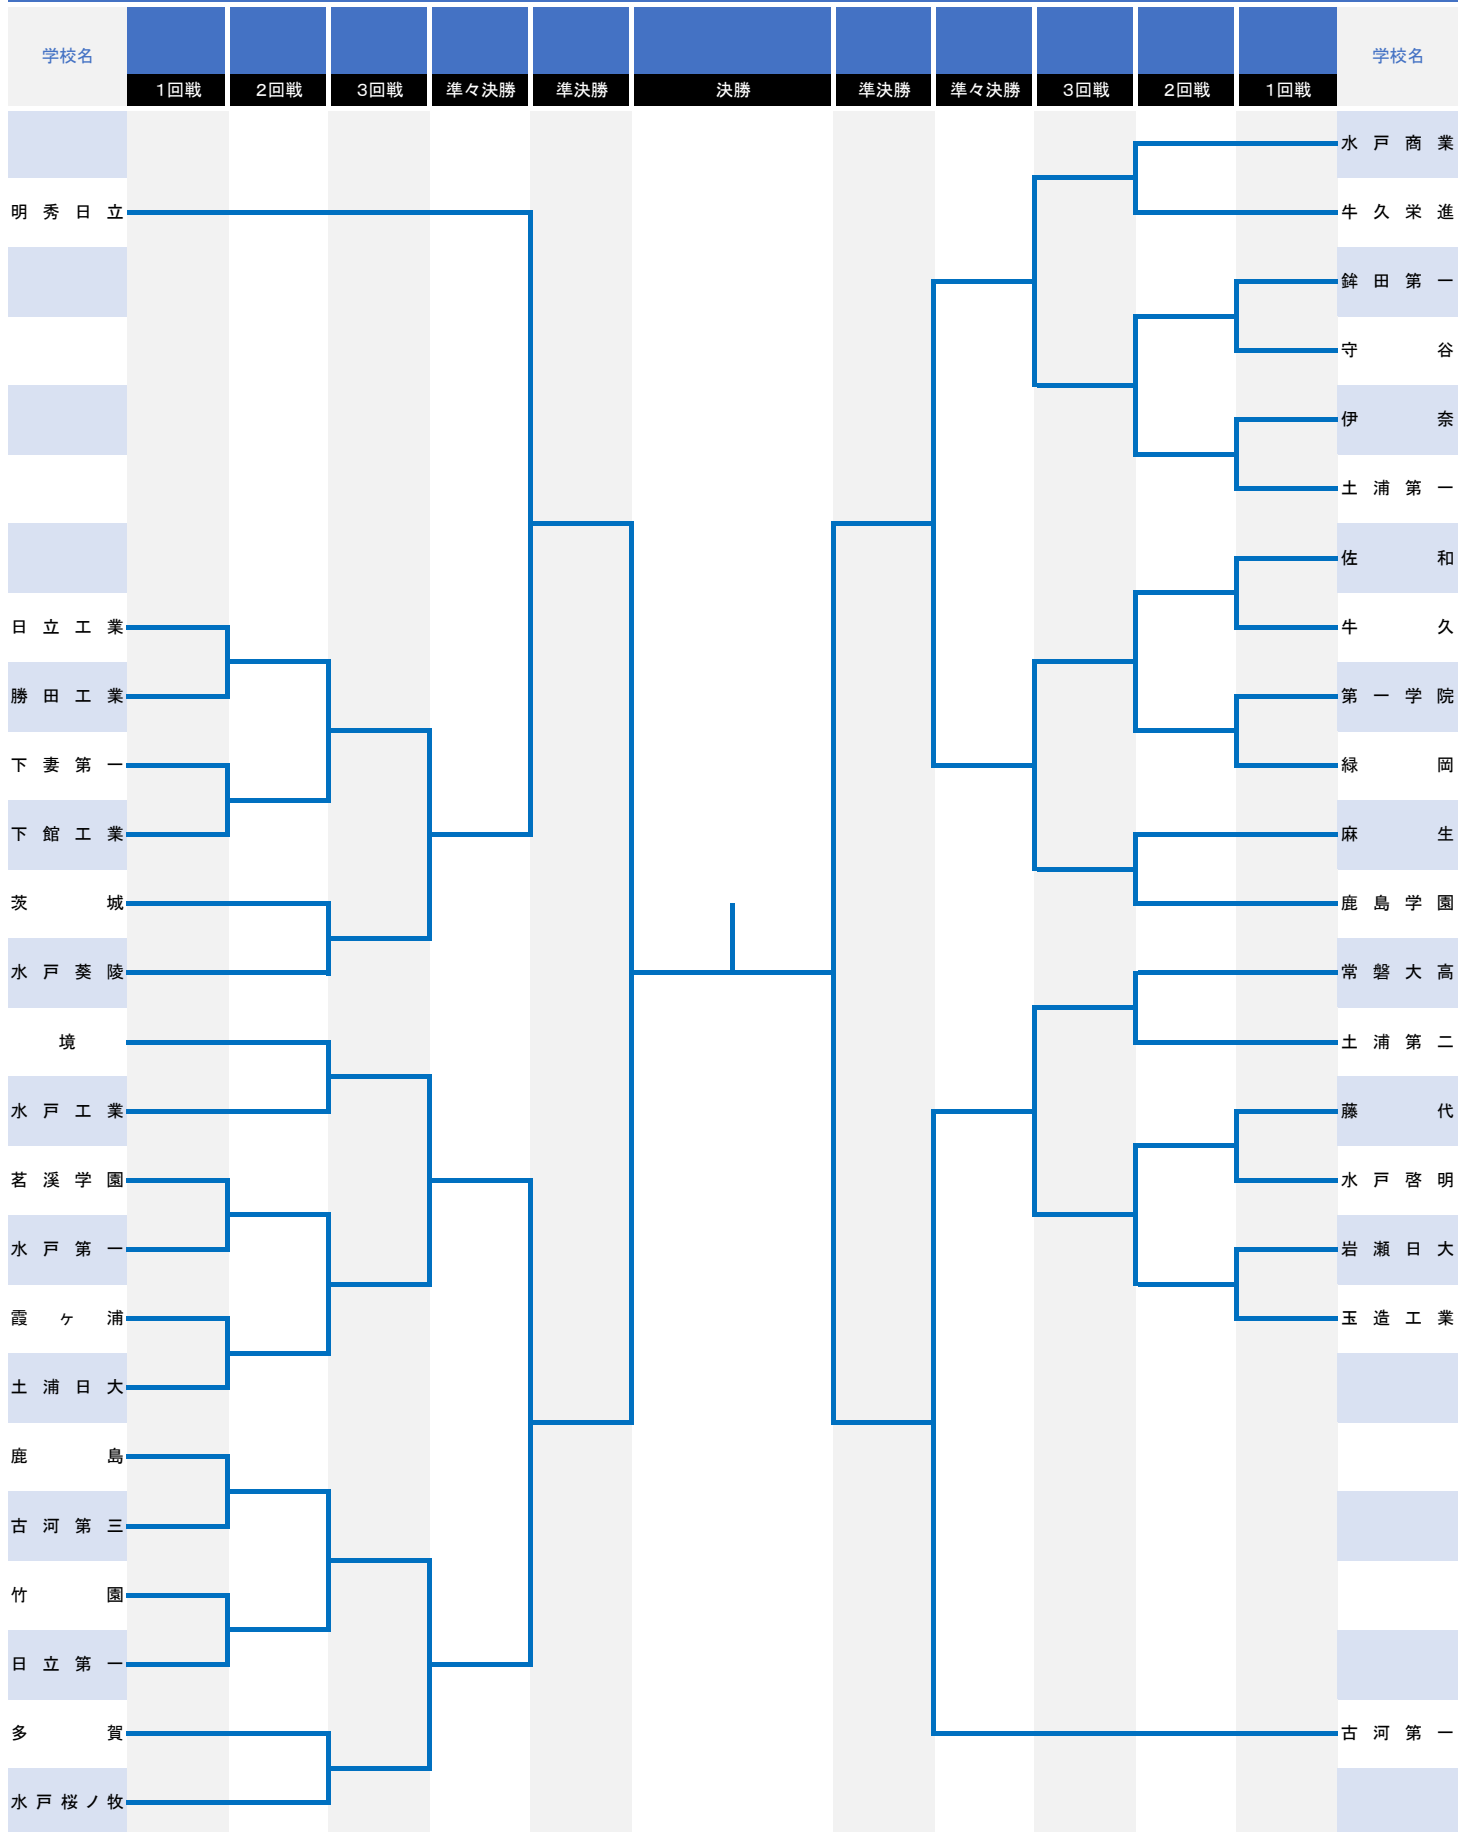 学校名 学校名
1回戦 2回戦 3回戦 準々決勝 準決勝 決勝 準決勝 準々決勝 3回戦 2回戦 1回戦
水戸商業
明秀日立 牛久栄進
鉾田第一
守谷
伊奈
土浦第一
佐和
日立工業 牛久
勝田工業 第一学院
下妻第一 緑岡
下館工業 麻生
茨城 鹿島学園
水戸葵陵 常磐大高
境 土浦第二
水戸工業 藤代
茗溪学園 水戸啓明
水戸第一 岩瀬日大
霞ヶ浦 玉造工業
土浦日大
鹿島
古河第三
竹園
日立第一
多賀 古河第一
水戸桜ノ牧